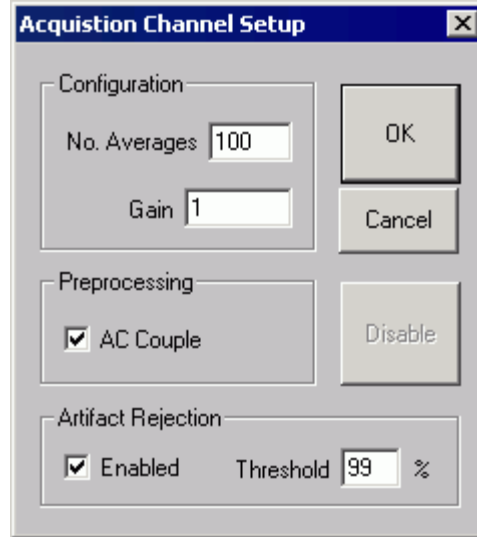 Acquistion Channel Setup
Configuration
No. Averages 100
OK
Gain 1
Cancel
Preprocessing
AC Couple
Disable
Artifact Rejection
Enabled Threshold 99 %